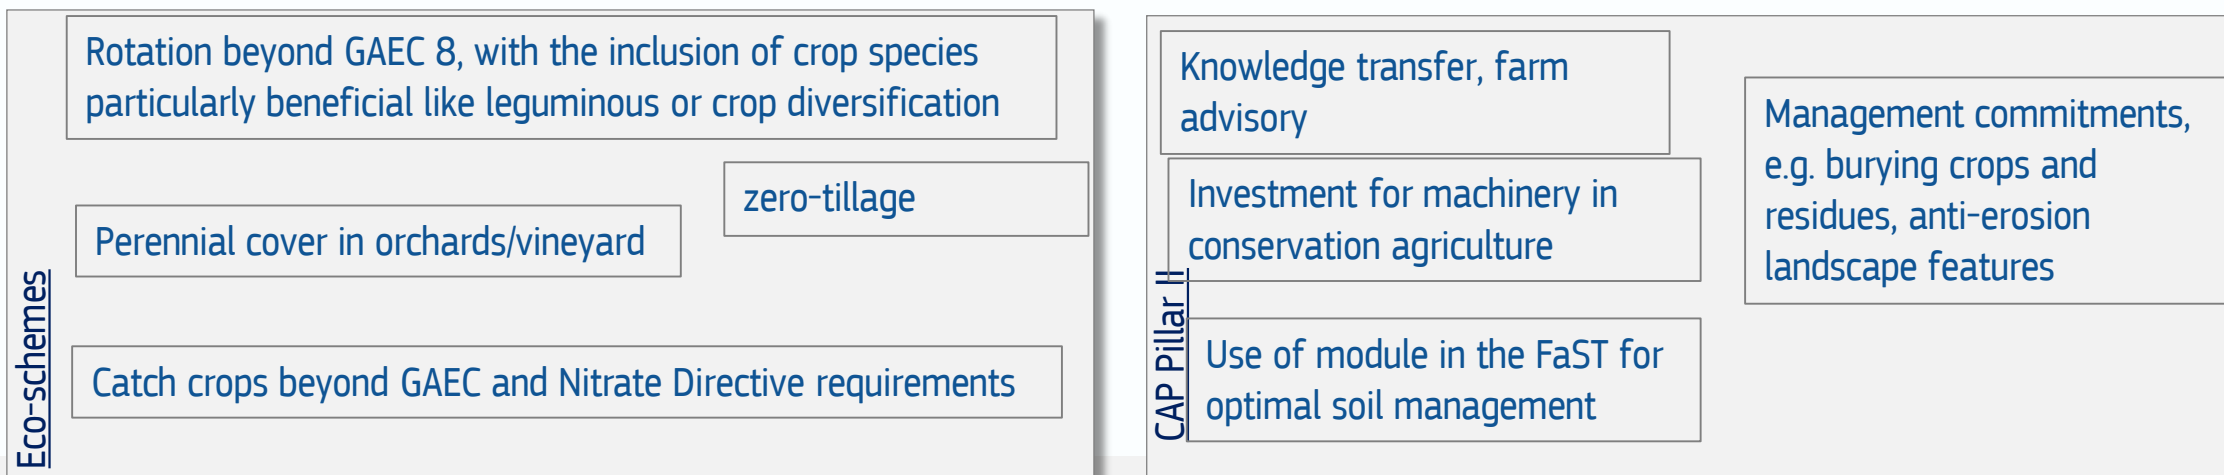 Eco-schemes
Rotation beyond GAEC 8, with the inclusion of crop species
particularly beneficial like leguminous or crop diversification
zero-tillage
Perennial cover in orchards/vineyard
Catch crops beyond GAEC and Nitrate Directive requirements
CAP Pillar II
Knowledge transfer, farm
advisory
Investment for machinery in
conservation agriculture
Use of module in the FaST for
optimal soil management
Management commitments,
e.g. burying crops and
residues, anti-erosion
landscape features